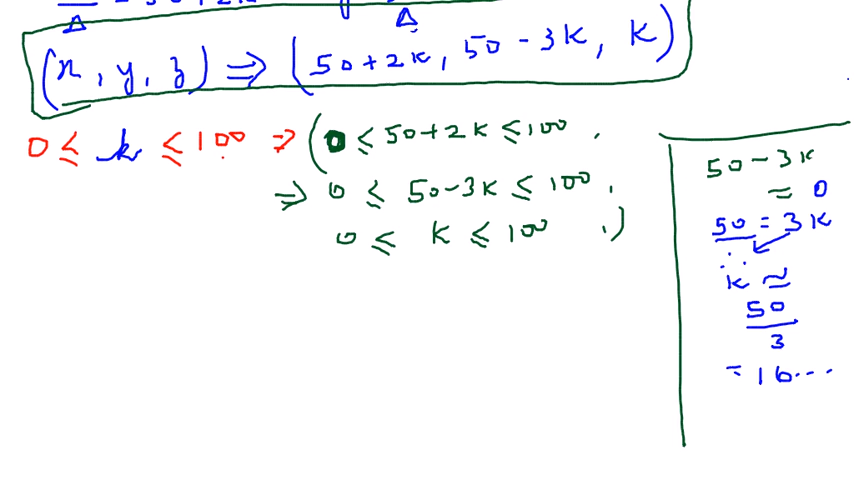 (x, y, z) ⇒ (50+2k, 50-3k, k)
0 ≤ k ≤ 100 ⇒ (0 ≤ 50+2k ≤ 100 ,
⇒ 0 ≤ 50-3k ≤ 100 ,
0 ≤ k ≤ 100 ,)
50-3k
≈ 0
50 = 3k
∴ k ≈
50
3
= 16...